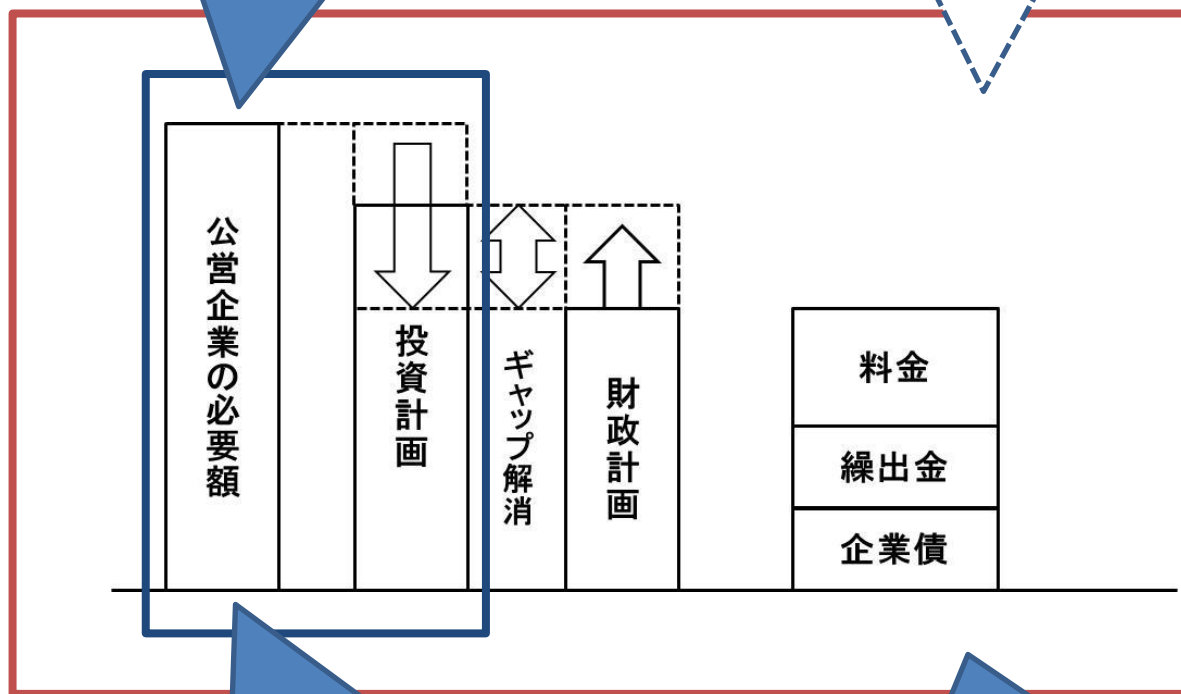 公営企業の必要額
投資計画
ギャップ解消
財政計画
料金
繰出金
企業債